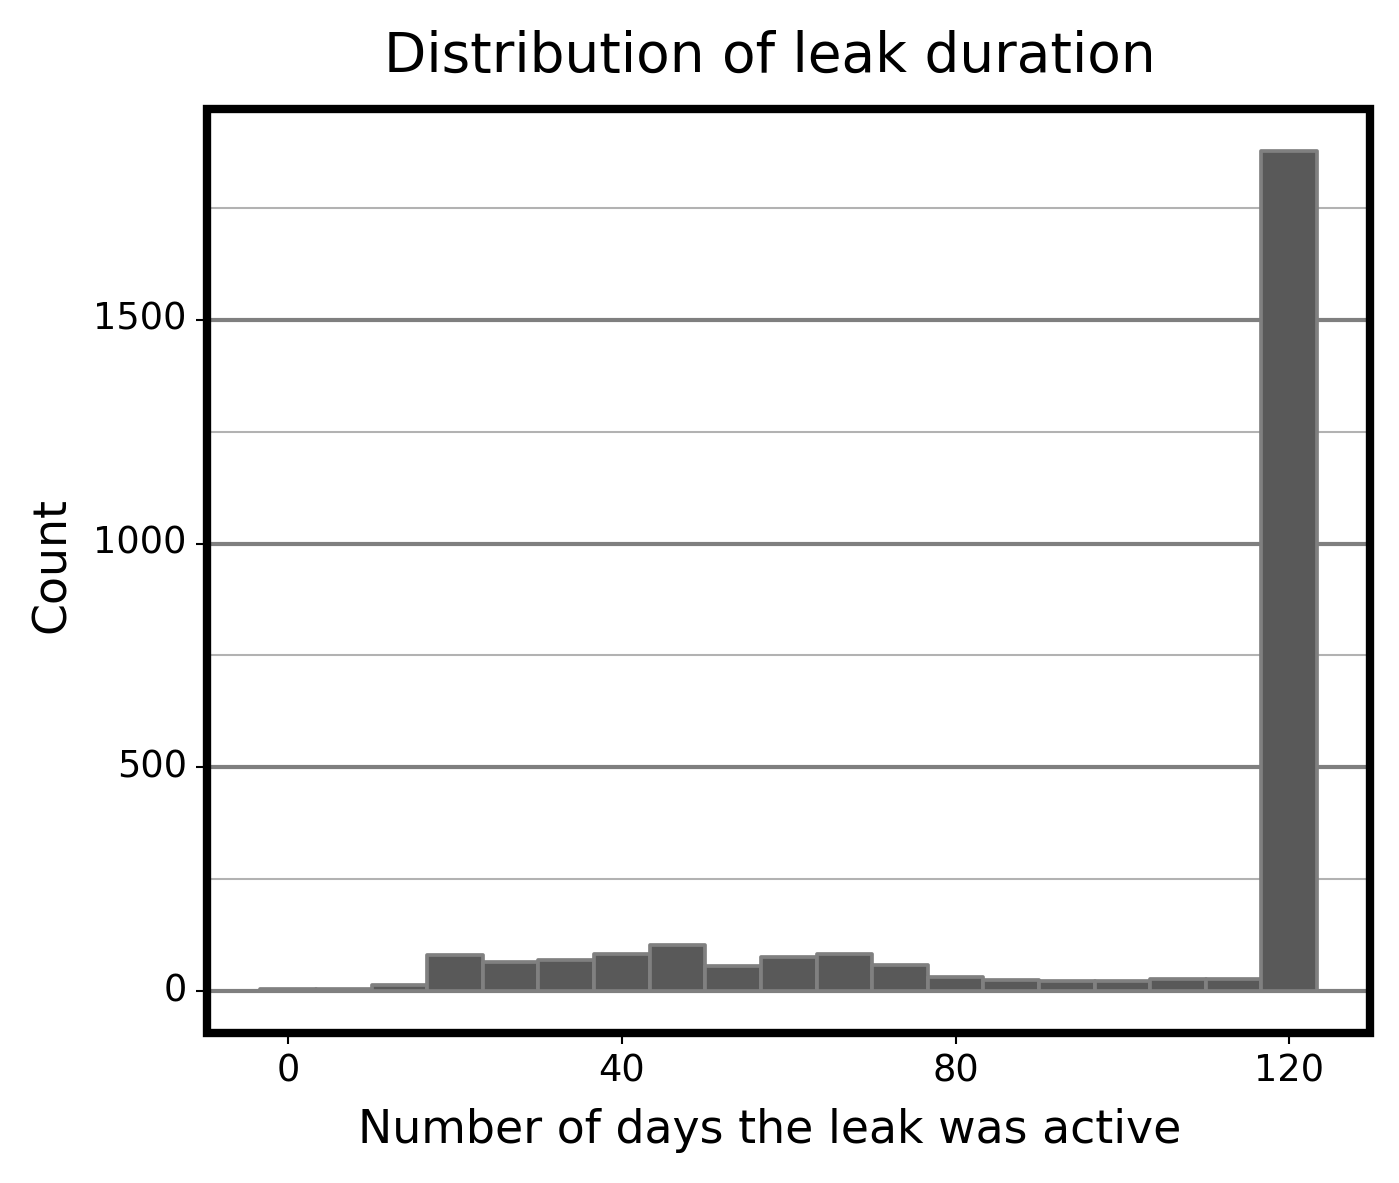 Distribution of leak duration
1500
1000
500
0
Count
0 40 80 120
Number of days the leak was active